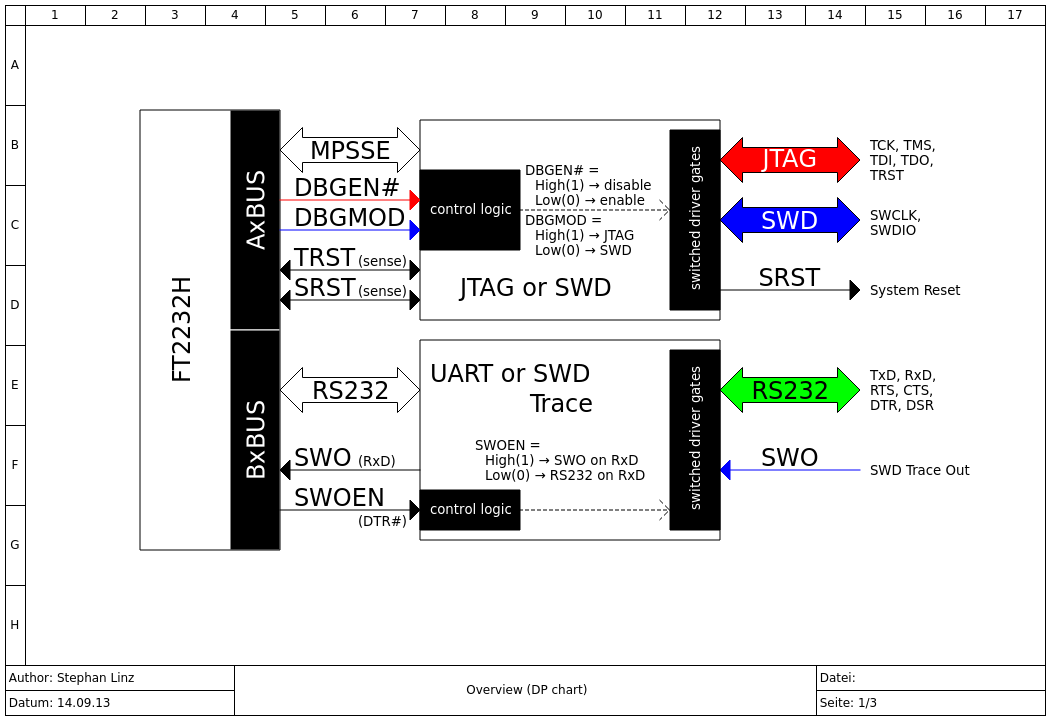 1 2 3 4 5 6 7 8 9 10 11 12 13 14 15 16 17
A
B
C
D
E
F
G
H
FT2232H
AxBUS
BxBUS
MPSSE
DBGEN#
DBGMOD
TRST (sense)
SRST (sense)
control logic
DBGEN# =
High(1) → disable
Low(0) → enable
DBGMOD =
High(1) → JTAG
Low(0) → SWD
JTAG or SWD
switched driver gates
JTAG
TCK, TMS,
TDI, TDO,
TRST
SWD
SWCLK,
SWDIO
SRST
System Reset
RS232
SWO (RxD)
SWOEN
(DTR#)
UART or SWD
Trace
SWOEN =
High(1) → SWO on RxD
Low(0) → RS232 on RxD
control logic
switched driver gates
RS232
TxD, RxD,
RTS, CTS,
DTR, DSR
SWO
SWD Trace Out
Author: Stephan Linz
Datum: 14.09.13
Overview (DP chart)
Datei:
Seite: 1/3